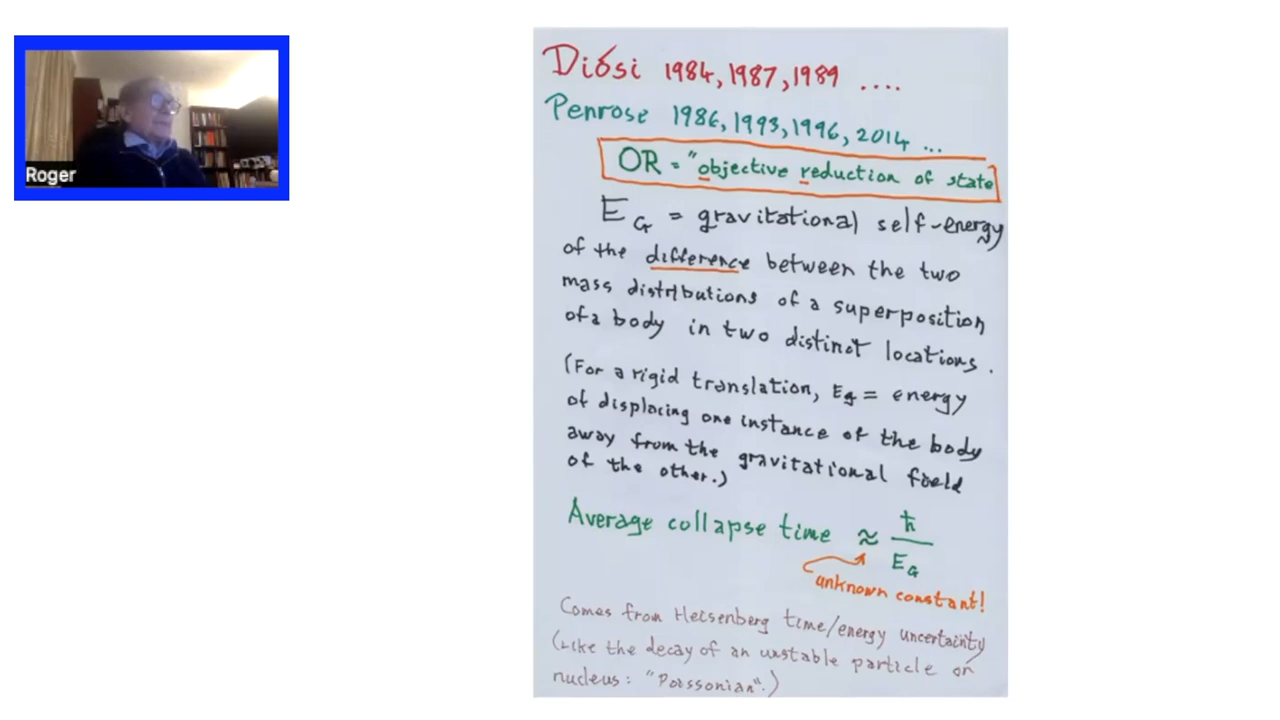 Roger
Diósi 1984, 1987, 1989 ....
Penrose 1986, 1993, 1996, 2014 ...
OR = "objective reduction of state
E_G = gravitational self-energy
of the difference between the two
mass distributions of a superposition
of a body in two distinct locations.
(For a rigid translation, E_G = energy
of displacing one instance of the body
away from the gravitational field
of the other.)
Average collapse time ≈ ħ/E_G
unknown constant!
Comes from Heisenberg time/energy uncertainty
(Like the decay of an unstable particle or
nucleus: "Poissonian".)